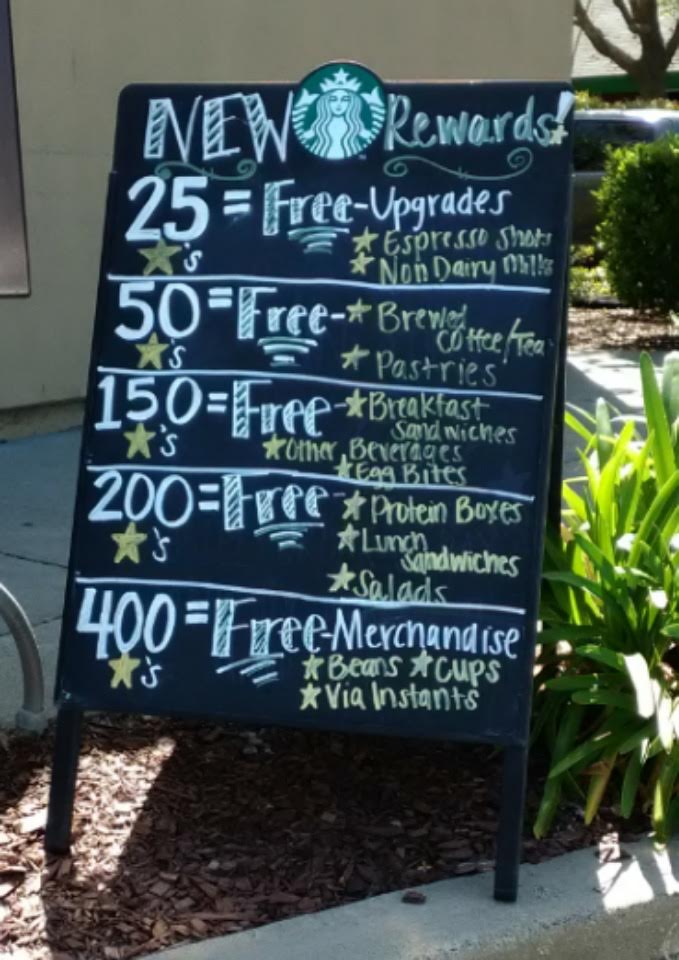 NEW Rewards!
25 = Free-Upgrades
★'s ★ Espresso Shots
★ Non Dairy Milks
50 = Free- ★ Brewed
Coffee/Tea
★'s ★ Pastries
150 = Free- ★ Breakfast
Sandwiches
★'s ★ Other Beverages
★ Egg Bites
200 = Free- ★ Protein Boxes
★'s ★ Lunch
Sandwiches
★ Salads
400 = Free-Merchandise
★'s ★ Beans ★ Cups
★ Via Instants